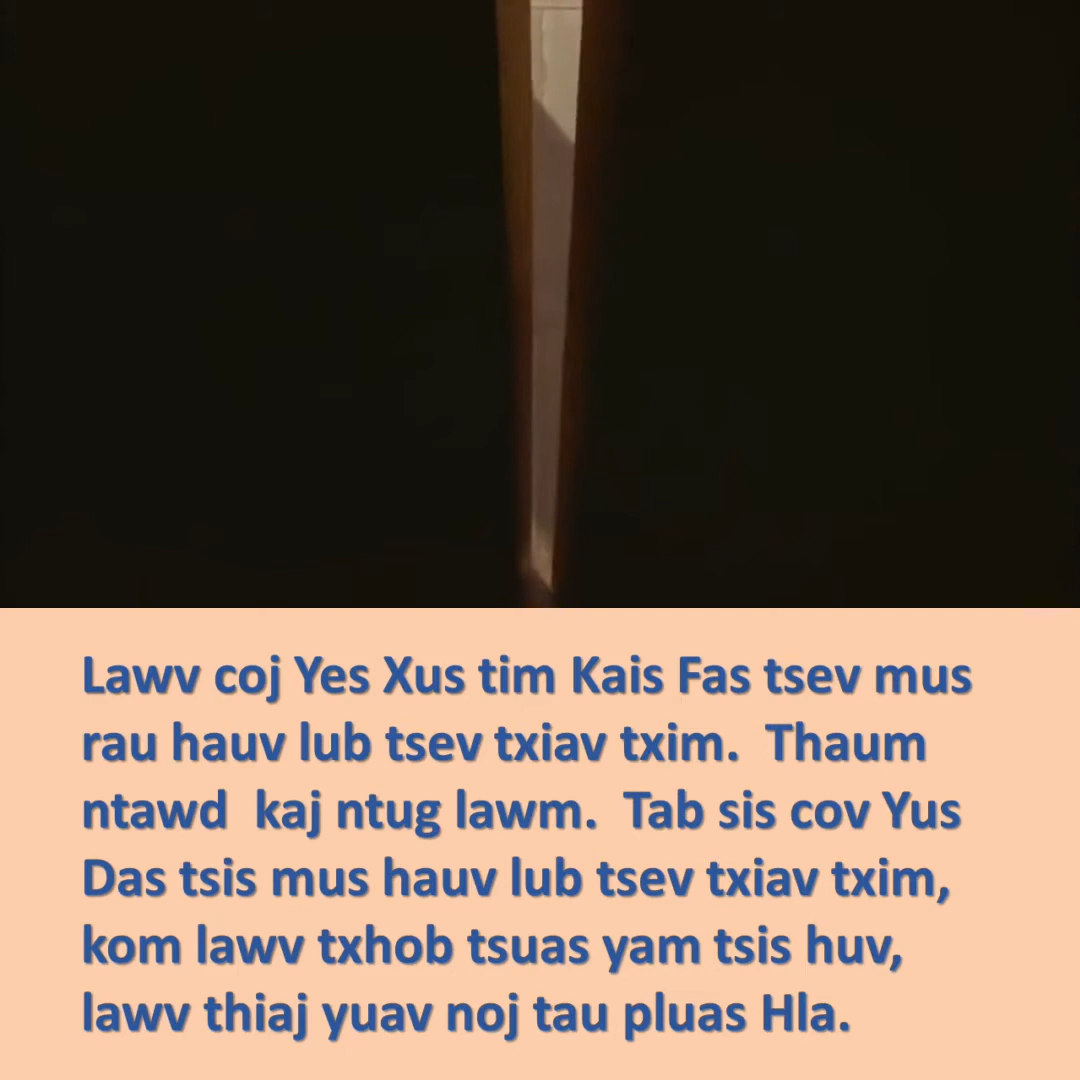 Lawv coj Yes Xus tim Kais Fas tsev mus
rau hauv lub tsev txiav txim.  Thaum
ntawd  kaj ntug lawm.  Tab sis cov Yus
Das tsis mus hauv lub tsev txiav txim,
kom lawv txhob tsuas yam tsis huv,
lawv thiaj yuav noj tau pluas Hla.